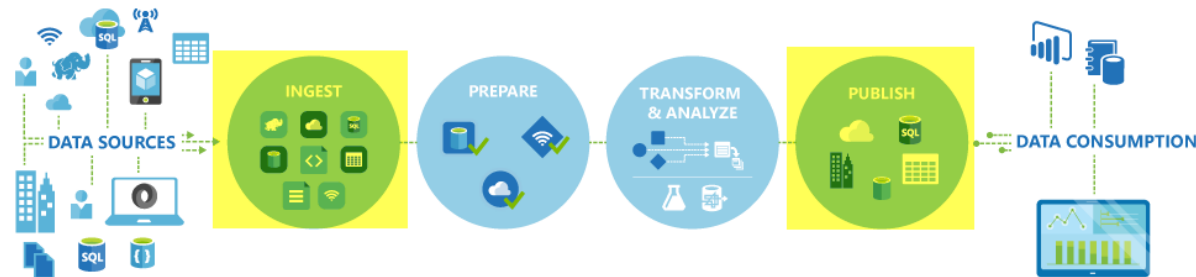 SQL
DATA SOURCES
SQL
{ }
INGEST
SQL
<>
PREPARE
TRANSFORM
& ANALYZE
PUBLISH
SQL
DATA CONSUMPTION